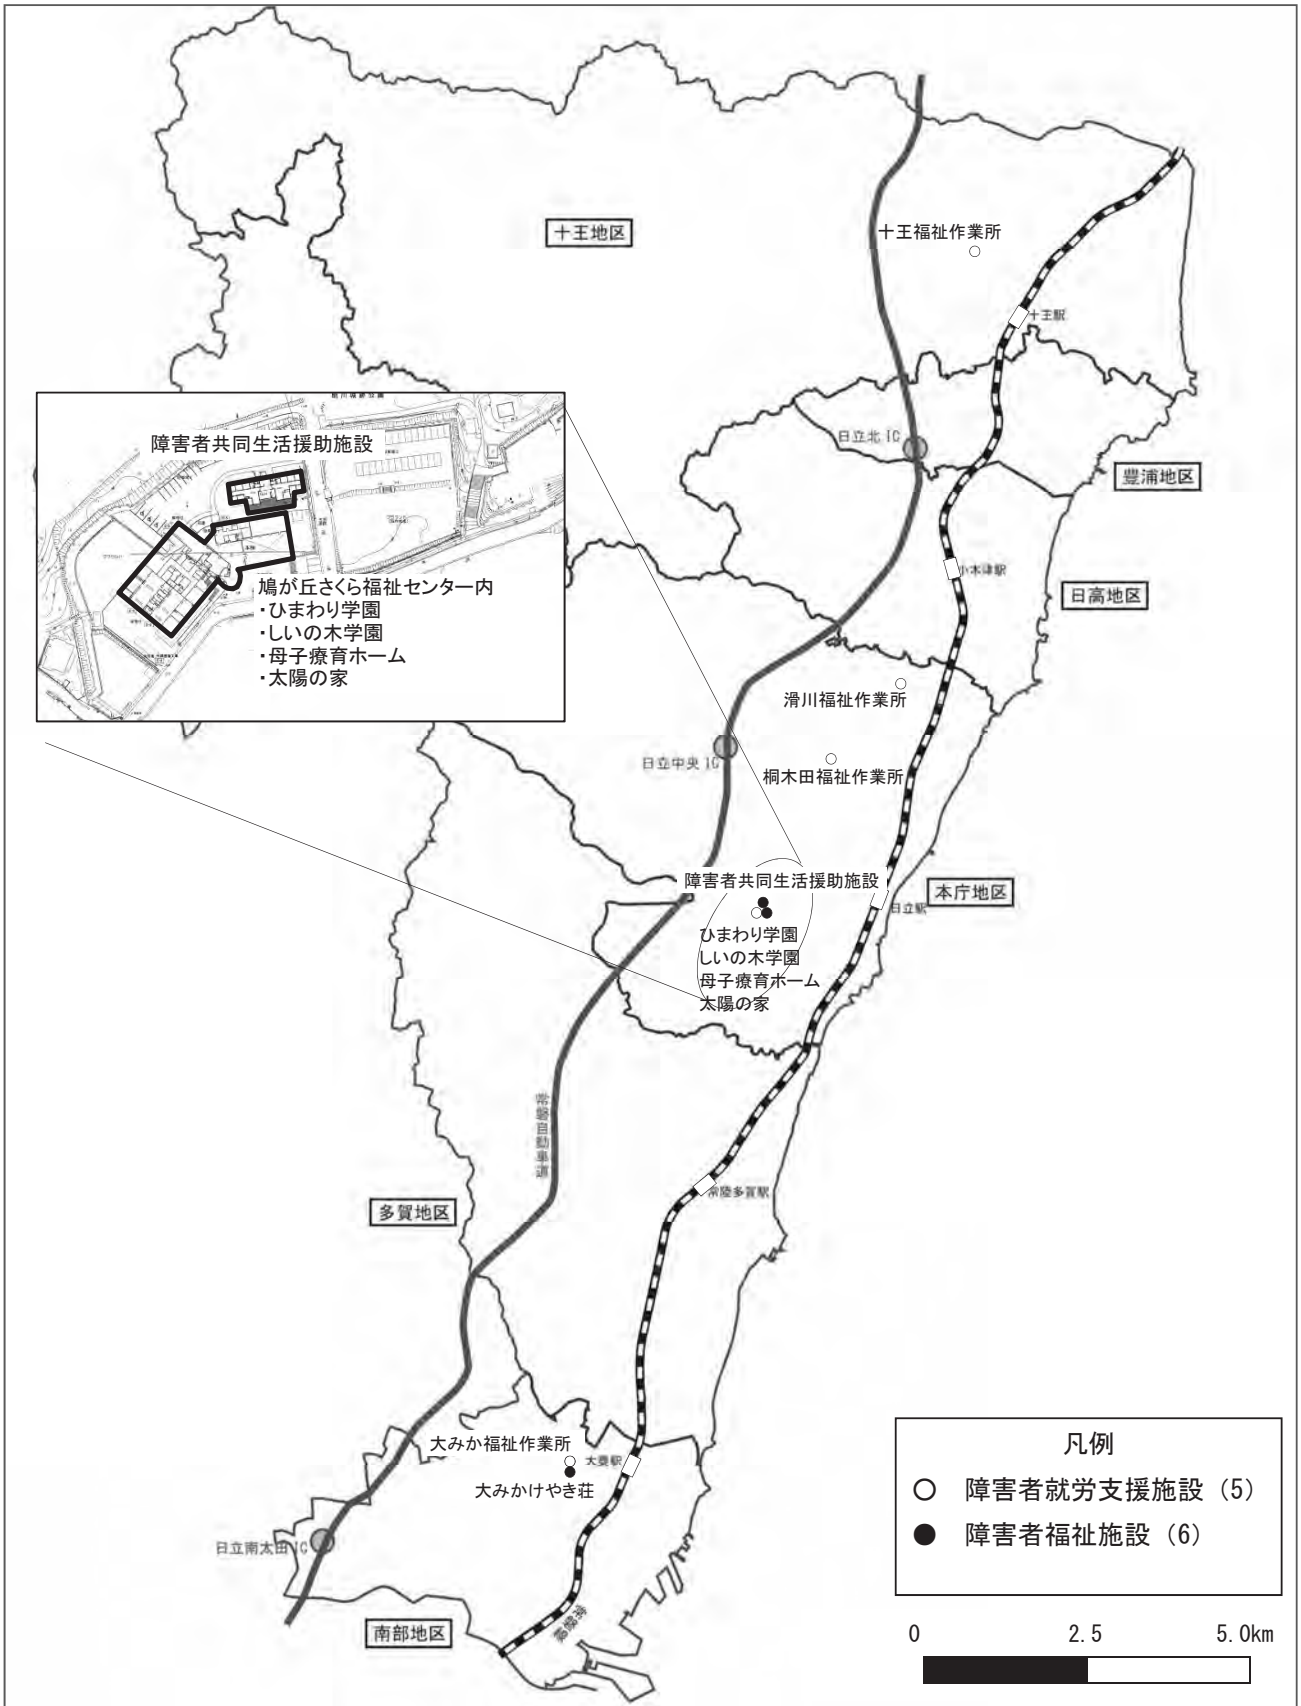 十王地区
十王福祉作業所
十王駅
障害者共同生活援助施設
鳩が丘さくら福祉センター内
・ひまわり学園
・しいの木学園
・母子療育ホーム
・太陽の家
日立北IC
豊浦地区
小木津駅
日高地区
滑川福祉作業所
日立中央IC
桐木田福祉作業所
障害者共同生活援助施設
本庁地区
日立駅
ひまわり学園
しいの木学園
母子療育ホーム
太陽の家
常磐自動車道
常陸多賀駅
多賀地区
大みか福祉作業所
大甕駅
大みかけやき荘
日立南太田IC
南部地区
常磐線
凡例
○ 障害者就労支援施設（5）
● 障害者福祉施設（6）
0 2.5 5.0km